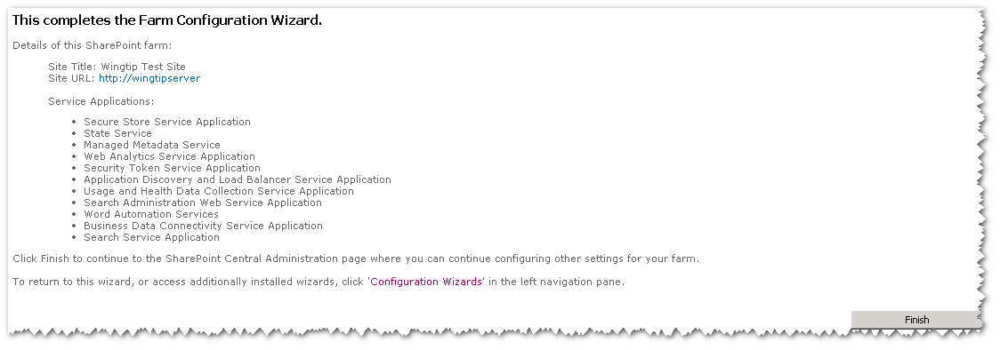 This completes the Farm Configuration Wizard.
Details of this SharePoint farm:
Site Title: Wingtip Test Site
Site URL: http://wingtipserver
Service Applications:
• Secure Store Service Application
• State Service
• Managed Metadata Service
• Web Analytics Service Application
• Security Token Service Application
• Application Discovery and Load Balancer Service Application
• Usage and Health Data Collection Service Application
• Search Administration Web Service Application
• Word Automation Services
• Business Data Connectivity Service Application
• Search Service Application
Click Finish to continue to the SharePoint Central Administration page where you can continue configuring other settings for your farm.
To return to this wizard, or access additionally installed wizards, click 'Configuration Wizards' in the left navigation pane.
Finish